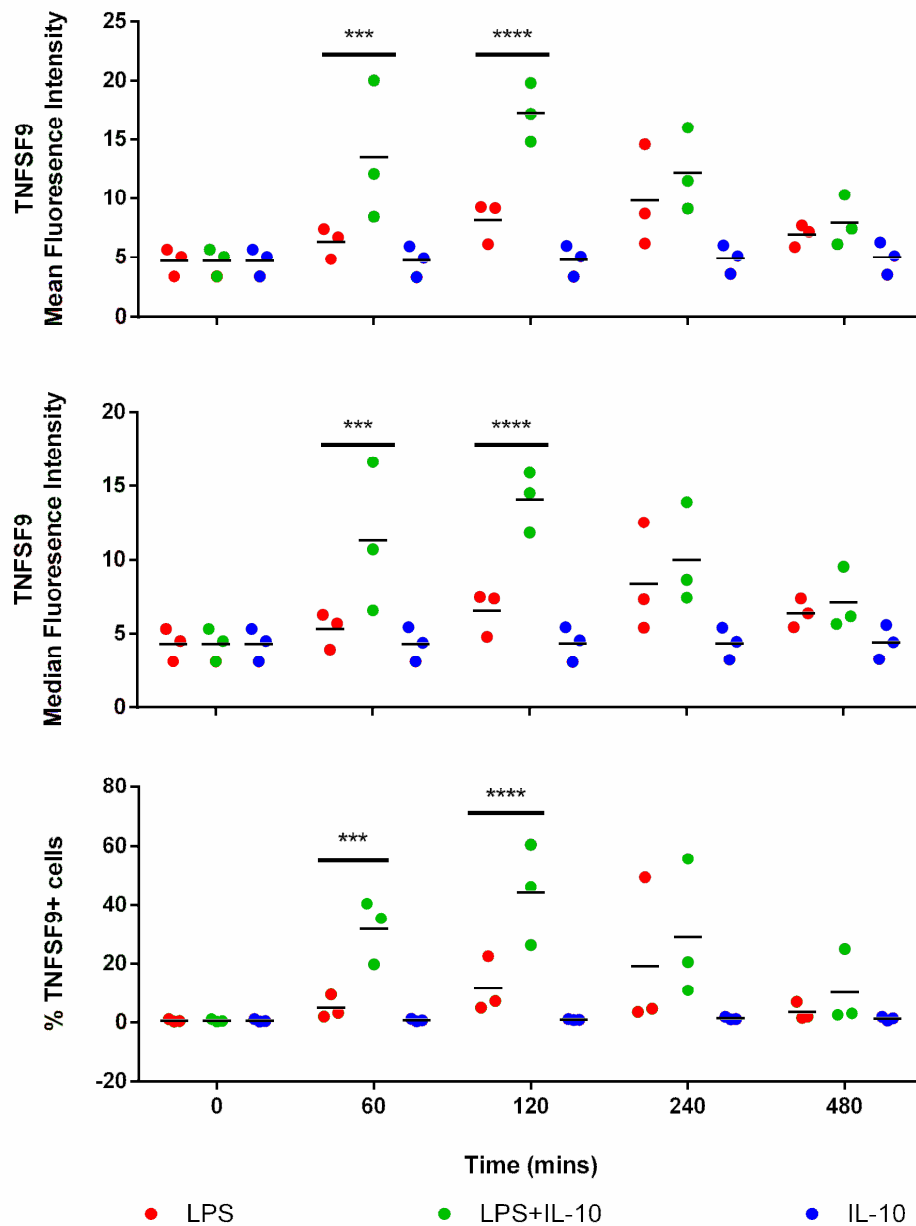 TNFSF9
Mean Fluoresence Intensity
25
20
15
10
5
0
***
****
TNFSF9
Median Fluoresence Intensity
20
15
10
5
0
***
****
% TNFSF9+ cells
80
60
40
20
0
-20
***
****
0 60 120 240 480
Time (mins)
LPS LPS+IL-10 IL-10